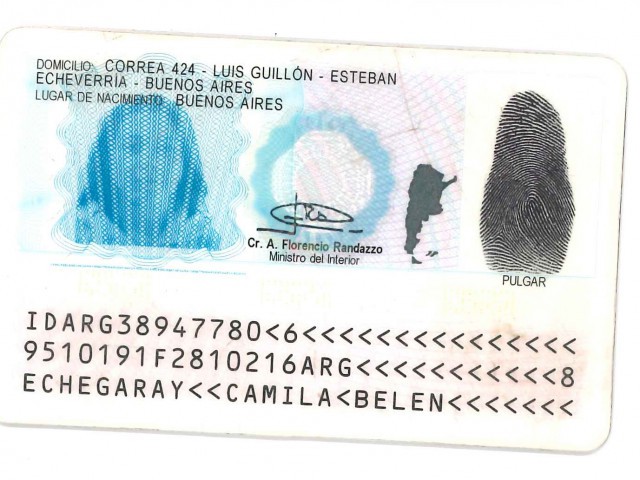 DOMICILIO: CORREA 424 - LUIS GUILLÓN - ESTEBAN
ECHEVERRÍA - BUENOS AIRES
LUGAR DE NACIMIENTO: BUENOS AIRES
Cr. A. Florencio Randazzo
Ministro del Interior
PULGAR
IDARG38947780<6<<<<<<<<<<<<<<<
9510191F2810216ARG<<<<<<<<<<<8
ECHEGARAY<<CAMILA<BELEN<<<<<<<